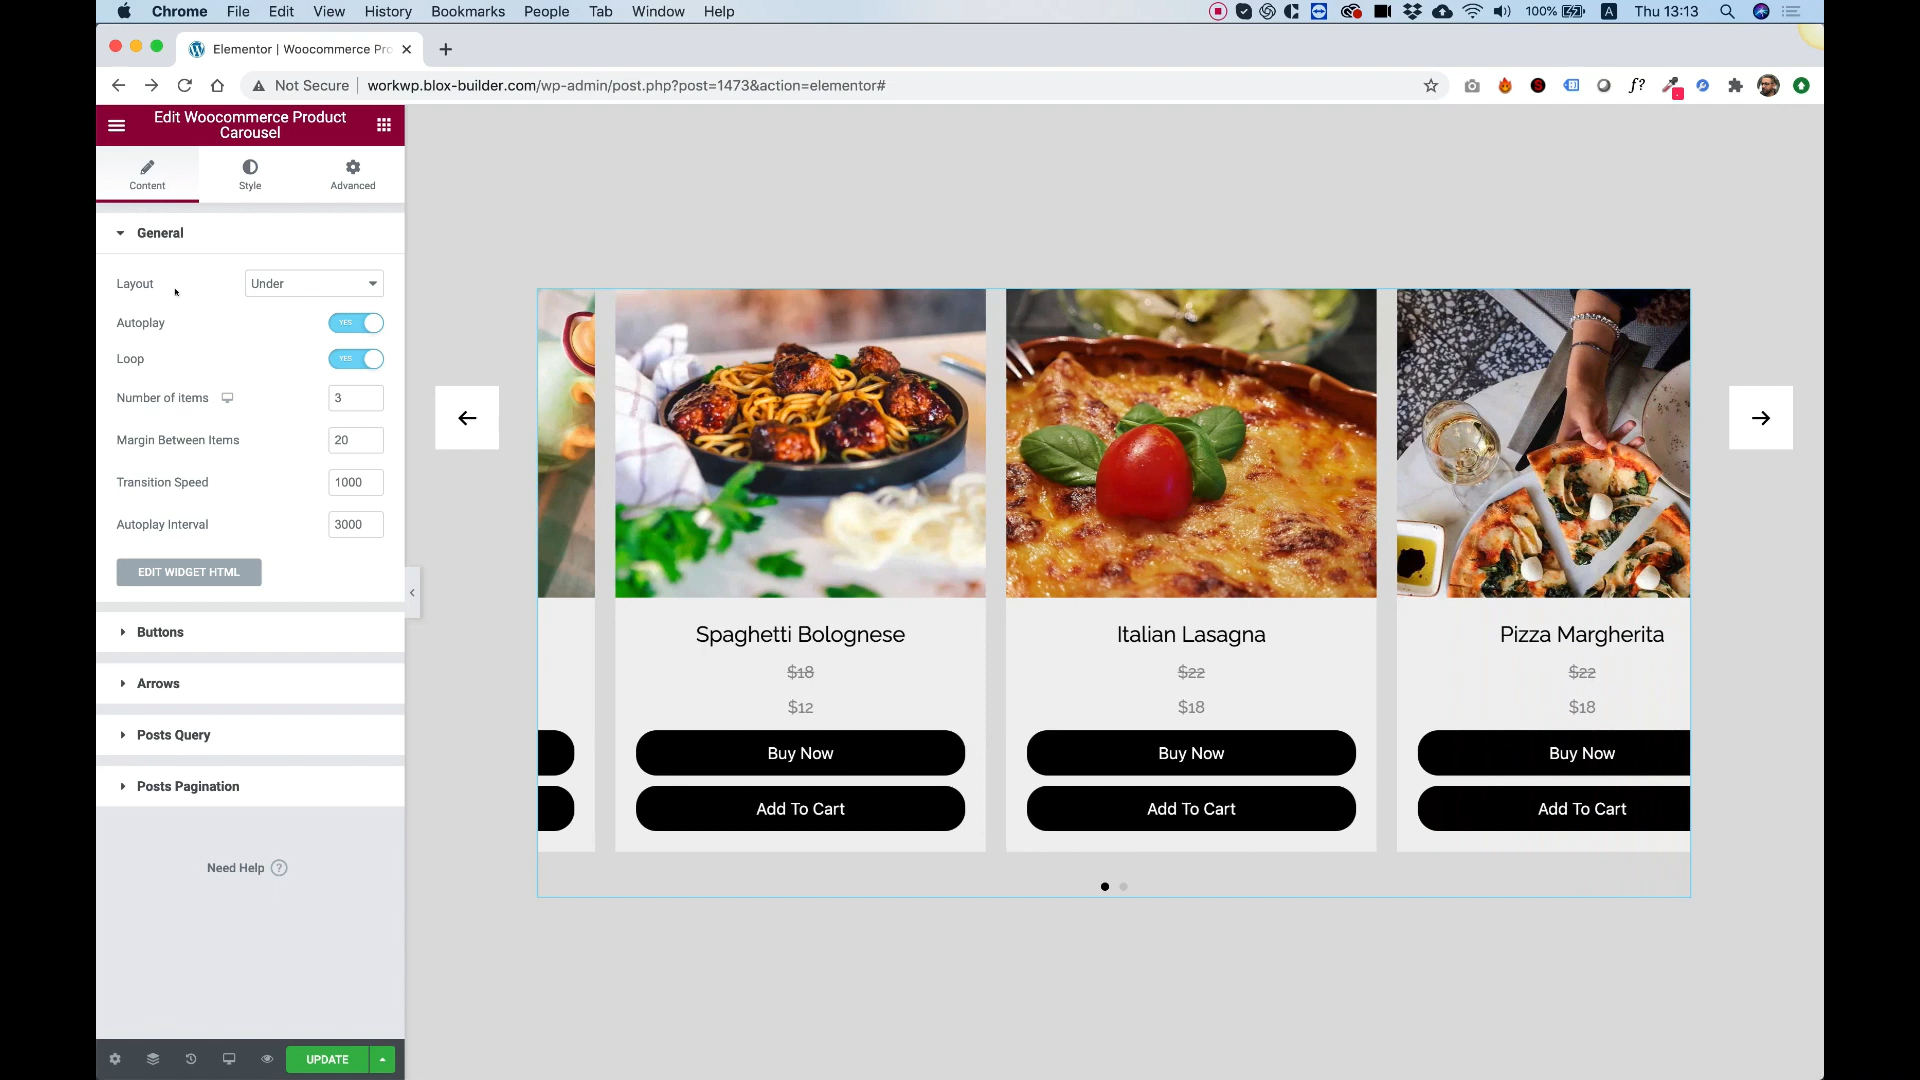 Chrome File Edit View History Bookmarks People Tab Window Help 100% A Thu 13:13
Elementor | Woocommerce Pro
Not Secure workwp.blox-builder.com/wp-admin/post.php?post=1473&action=elementor# f?
Edit Woocommerce Product
Carousel
Content Style Advanced
General
Layout Under
Autoplay YES
Loop YES
Number of items 3
Margin Between Items 20
Transition Speed 1000
Autoplay Interval 3000
EDIT WIDGET HTML
Buttons
Arrows
Posts Query
Posts Pagination
Need Help ?
UPDATE
Spaghetti Bolognese
$18
$12
Buy Now
Add To Cart
Italian Lasagna
$22
$18
Buy Now
Add To Cart
Pizza Margherita
$22
$18
Buy Now
Add To Cart